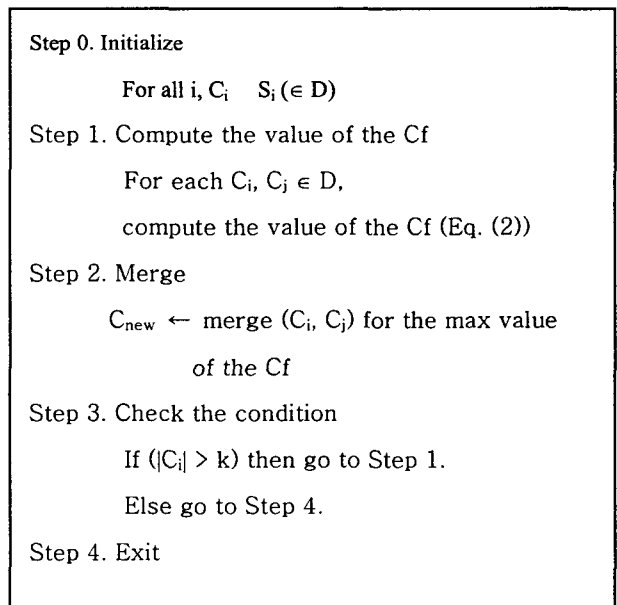 Step 0. Initialize
For all i, Cᵢ Sᵢ (∈ D)
Step 1. Compute the value of the Cf
For each Cᵢ, Cⱼ ∈ D,
compute the value of the Cf (Eq. (2))
Step 2. Merge
Cnew ← merge (Cᵢ, Cⱼ) for the max value
of the Cf
Step 3. Check the condition
If (|Cᵢ| > k) then go to Step 1.
Else go to Step 4.
Step 4. Exit